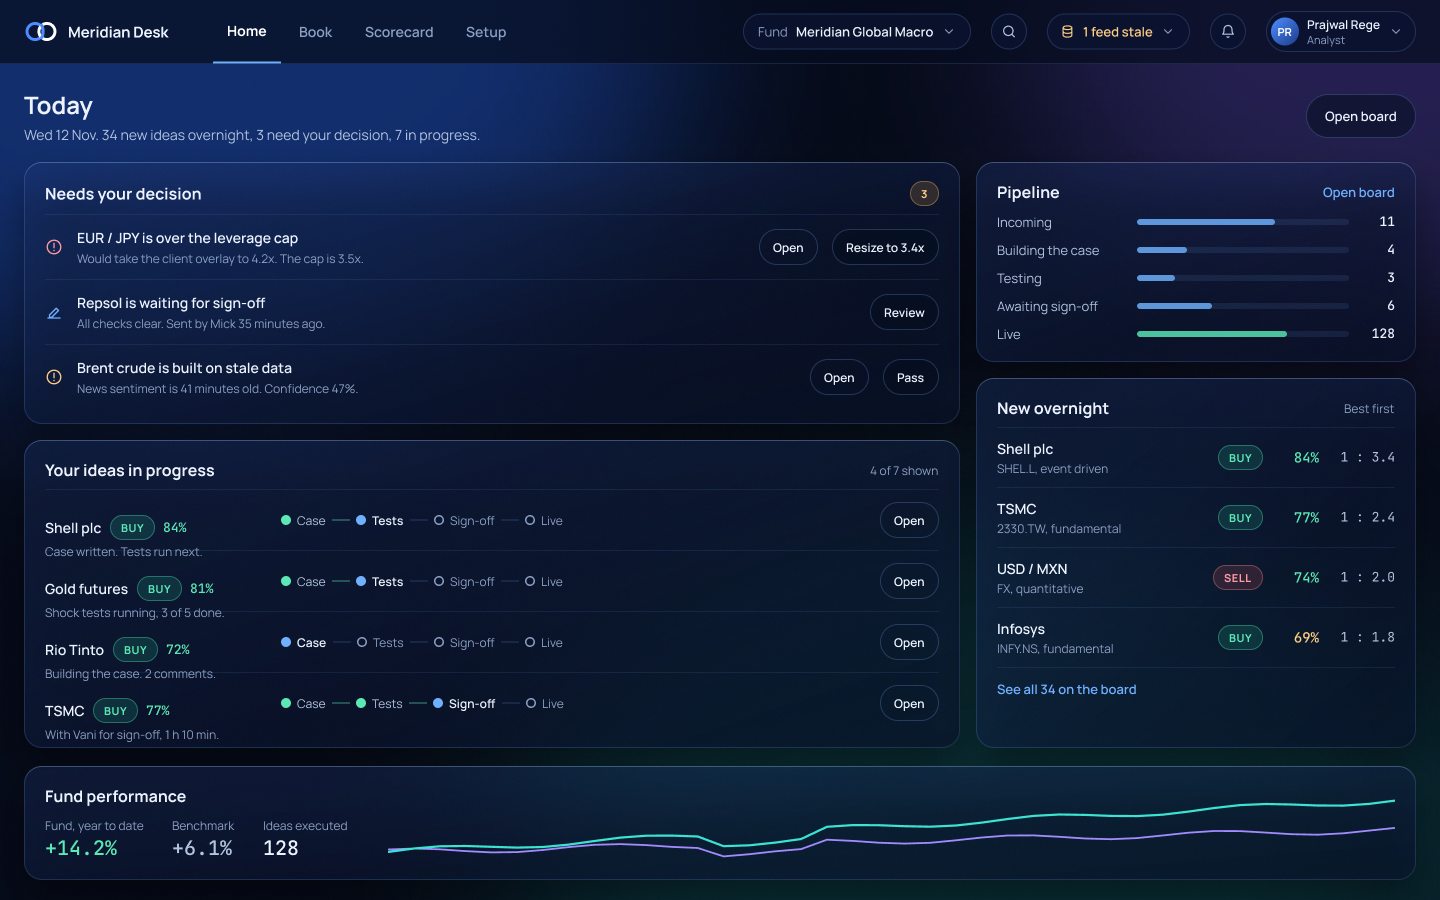 Meridian Desk
Home
Book
Scorecard
Setup
Fund Meridian Global Macro
1 feed stale
PR
Prajwal Rege
Analyst
Today
Wed 12 Nov. 34 new ideas overnight, 3 need your decision, 7 in progress.
Open board
Needs your decision
3
EUR / JPY is over the leverage cap
Would take the client overlay to 4.2x. The cap is 3.5x.
Open
Resize to 3.4x
Repsol is waiting for sign-off
All checks clear. Sent by Mick 35 minutes ago.
Review
Brent crude is built on stale data
News sentiment is 41 minutes old. Confidence 47%.
Open
Pass
Pipeline
Open board
Incoming 11
Building the case 4
Testing 3
Awaiting sign-off 6
Live 128
Your ideas in progress
4 of 7 shown
Shell plc BUY 84%
Case written. Tests run next.
Case Tests Sign-off Live
Open
Gold futures BUY 81%
Shock tests running, 3 of 5 done.
Case Tests Sign-off Live
Open
Rio Tinto BUY 72%
Building the case. 2 comments.
Case Tests Sign-off Live
Open
TSMC BUY 77%
With Vani for sign-off, 1 h 10 min.
Case Tests Sign-off Live
Open
New overnight
Best first
Shell plc
SHEL.L, event driven
BUY 84% 1 : 3.4
TSMC
2330.TW, fundamental
BUY 77% 1 : 2.4
USD / MXN
FX, quantitative
SELL 74% 1 : 2.0
Infosys
INFY.NS, fundamental
BUY 69% 1 : 1.8
See all 34 on the board
Fund performance
Fund, year to date
+14.2%
Benchmark
+6.1%
Ideas executed
128